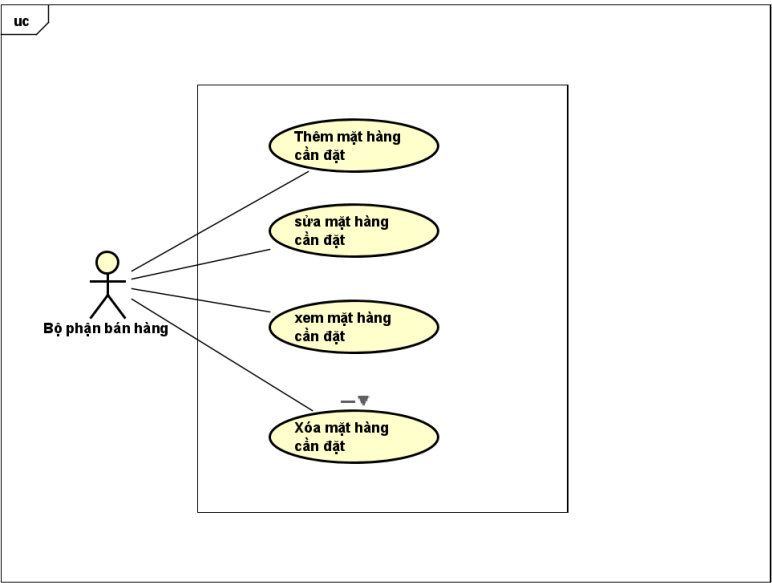 uc
Thêm mặt hàng
cần đặt
sửa mặt hàng
cần đặt
xem mặt hàng
cần đặt
Xóa mặt hàng
cần đặt
Bộ phận bán hàng